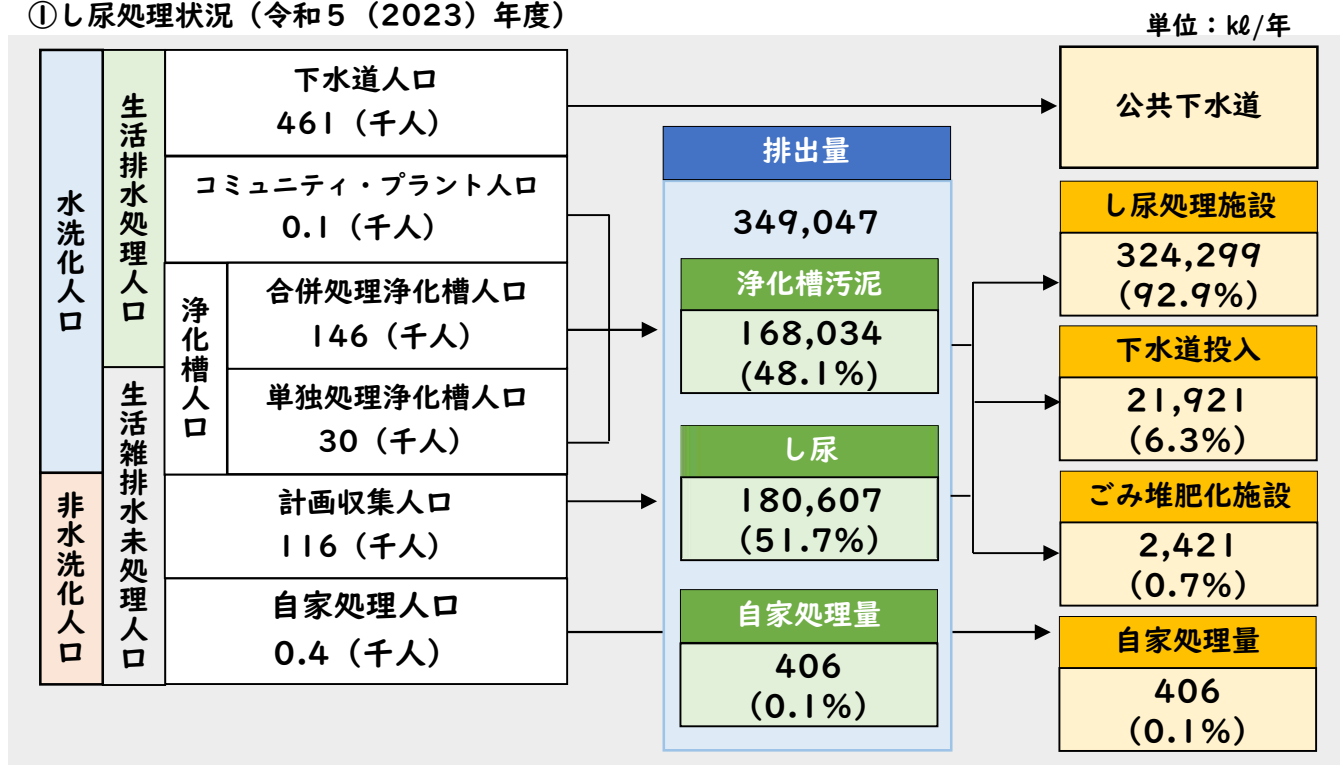 ①し尿処理状況（令和５（2023）年度）
単位：㎘/年
水洗化人口
非水洗化人口
生活排水処理人口
生活雑排水未処理人口
下水道人口
461（千人）
コミュニティ・プラント人口
0.1（千人）
浄化槽人口
合併処理浄化槽人口
146（千人）
単独処理浄化槽人口
30（千人）
計画収集人口
116（千人）
自家処理人口
0.4（千人）
排出量
349,047
浄化槽汚泥
168,034
(48.1%)
し尿
180,607
(51.7%)
自家処理量
406
(0.1%)
公共下水道
し尿処理施設
324,299
(92.9%)
下水道投入
21,921
(6.3%)
ごみ堆肥化施設
2,421
(0.7%)
自家処理量
406
(0.1%)